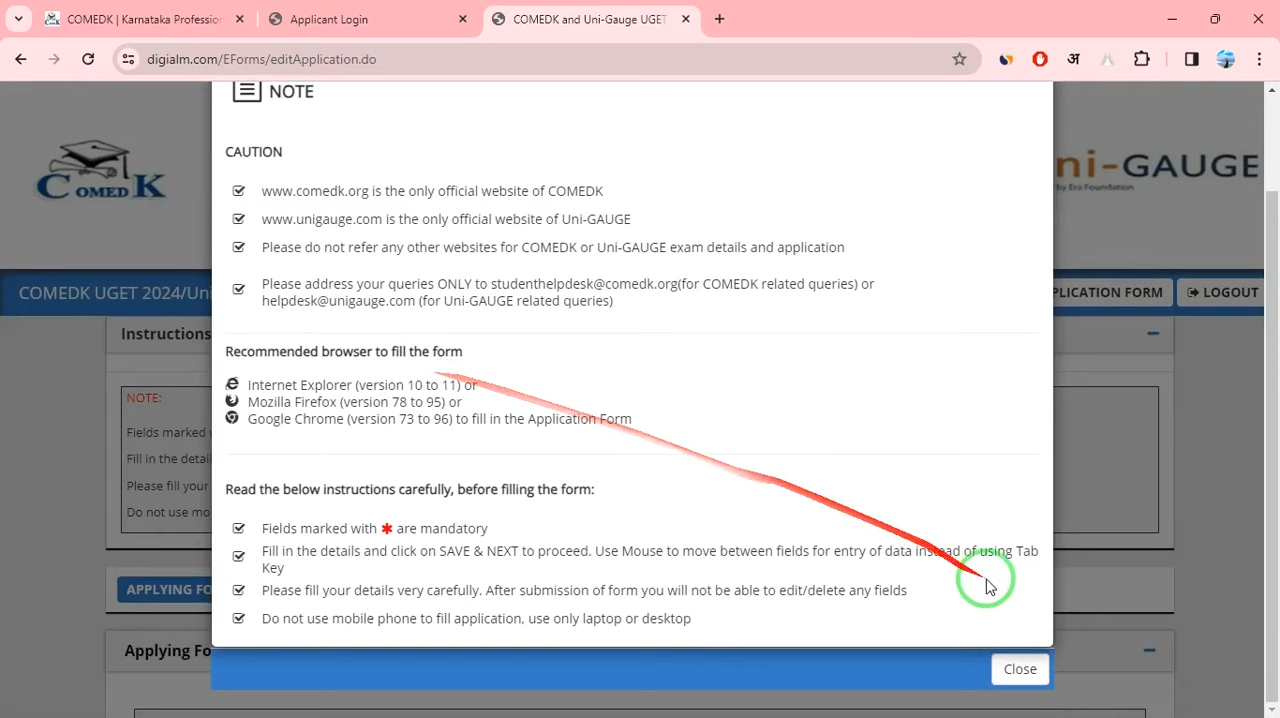 COMEDK | Karnataka Profession
Applicant Login
COMEDK and Uni-Gauge UGET
digialm.com/EForms/editApplication.do
अ
NOTE
COMEDK
ni-GAUGE
by Era Foundation
CAUTION
www.comedk.org is the only official website of COMEDK
www.unigauge.com is the only official website of Uni-GAUGE
Please do not refer any other websites for COMEDK or Uni-GAUGE exam details and application
Please address your queries ONLY to studenthelpdesk@comedk.org(for COMEDK related queries) or
helpdesk@unigauge.com (for Uni-GAUGE related queries)
COMEDK UGET 2024/Uni
PLICATION FORM
LOGOUT
Instructions
Recommended browser to fill the form
Internet Explorer (version 10 to 11) or
Mozilla Firefox (version 78 to 95) or
Google Chrome (version 73 to 96) to fill in the Application Form
NOTE:
Fields marked
Fill in the detai
Please fill your
Do not use mo
Read the below instructions carefully, before filling the form:
Fields marked with ✱ are mandatory
Fill in the details and click on SAVE & NEXT to proceed. Use Mouse to move between fields for entry of data instead of using Tab
Key
Please fill your details very carefully. After submission of form you will not be able to edit/delete any fields
Do not use mobile phone to fill application, use only laptop or desktop
APPLYING FO
Applying Fo
Close